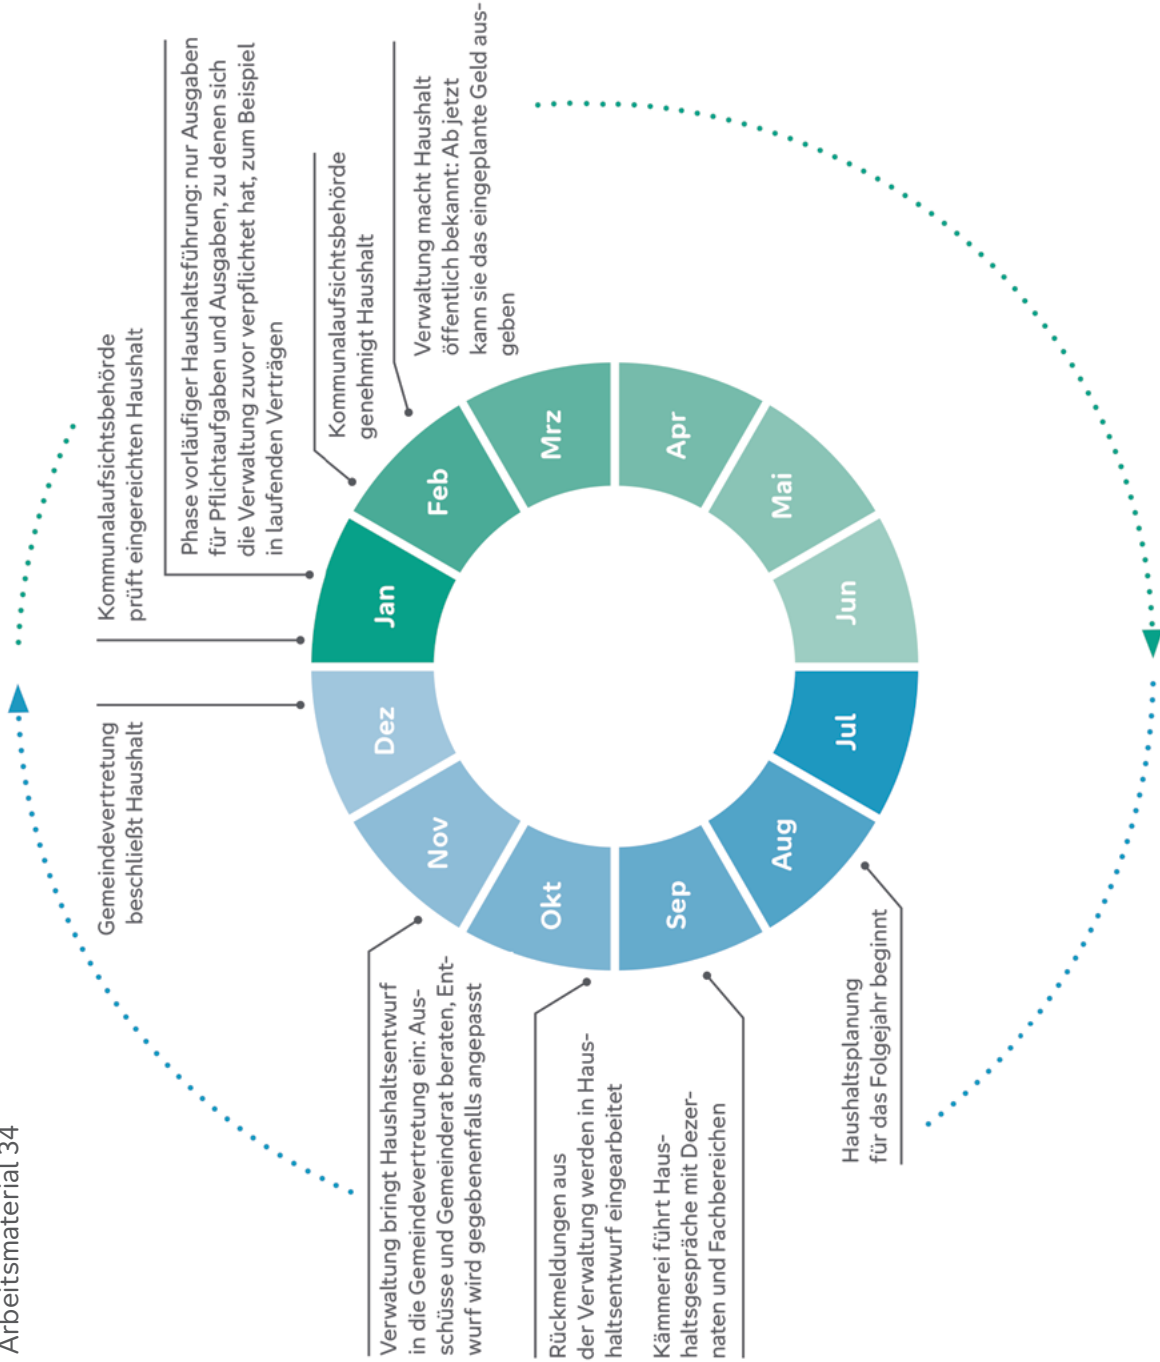 Arbeitsmaterial 34
Gemeindevertretung
beschließt Haushalt
Kommunalaufsichtsbehörde
prüft eingereichten Haushalt
Phase vorläufiger Haushaltsführung: nur Ausgaben
für Pflichtaufgaben und Ausgaben, zu denen sich
die Verwaltung zuvor verpflichtet hat, zum Beispiel
in laufenden Verträgen
Kommunalaufsichtsbehörde
genehmigt Haushalt
Verwaltung macht Haushalt
öffentlich bekannt: Ab jetzt
kann sie das eingeplante Geld aus-
geben
Jan
Feb
Mrz
Apr
Mai
Jun
Jul
Aug
Sep
Okt
Nov
Dez
Haushaltsplanung
für das Folgejahr beginnt
Kämmerei führt Haus-
haltsgespräche mit Dezer-
naten und Fachbereichen
Rückmeldungen aus
der Verwaltung werden in Haus-
haltsentwurf eingearbeitet
Verwaltung bringt Haushaltsentwurf
in die Gemeindevertretung ein: Aus-
schüsse und Gemeinderat beraten, Ent-
wurf wird gegebenenfalls angepasst